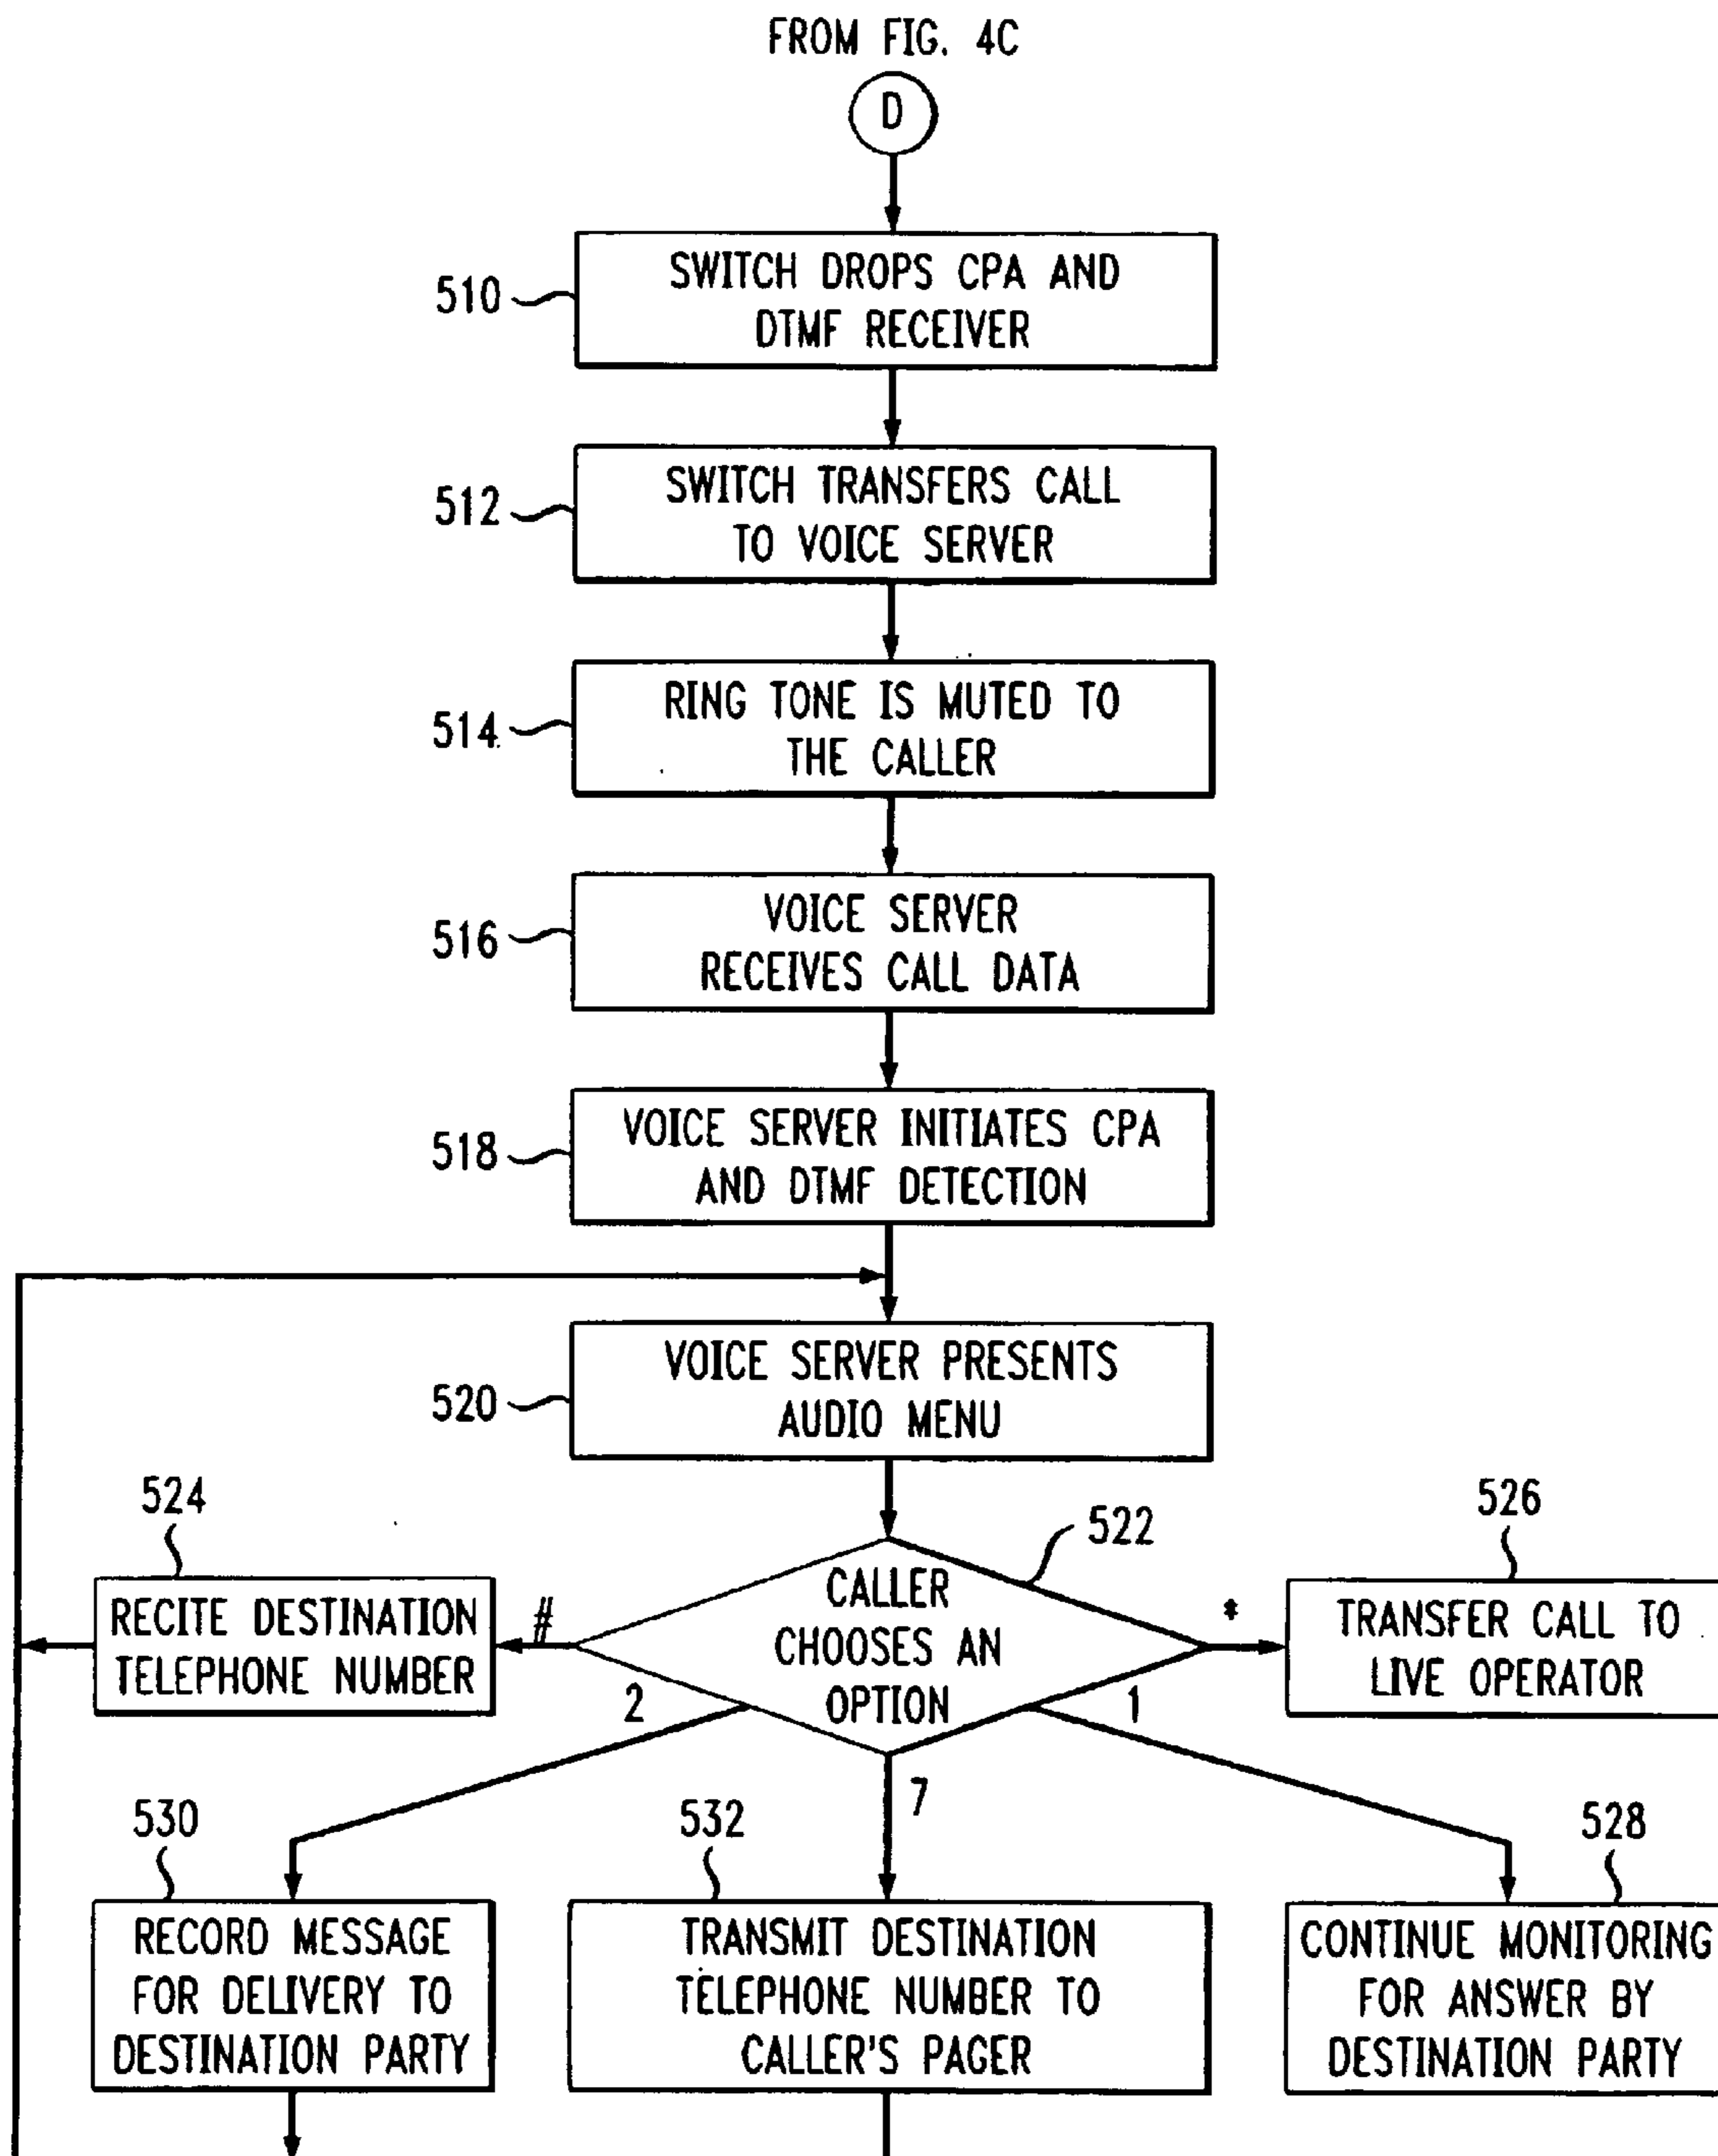 FROM FIG. 4C
D
510
SWITCH DROPS CPA AND
DTMF RECEIVER
512
SWITCH TRANSFERS CALL
TO VOICE SERVER
514
RING TONE IS MUTED TO
THE CALLER
516
VOICE SERVER
RECEIVES CALL DATA
518
VOICE SERVER INITIATES CPA
AND DTMF DETECTION
520
VOICE SERVER PRESENTS
AUDIO MENU
522
CALLER
CHOOSES AN
OPTION
524
RECITE DESTINATION
TELEPHONE NUMBER
#
*
526
TRANSFER CALL TO
LIVE OPERATOR
2
7
1
530
RECORD MESSAGE
FOR DELIVERY TO
DESTINATION PARTY
532
TRANSMIT DESTINATION
TELEPHONE NUMBER TO
CALLER'S PAGER
528
CONTINUE MONITORING
FOR ANSWER BY
DESTINATION PARTY